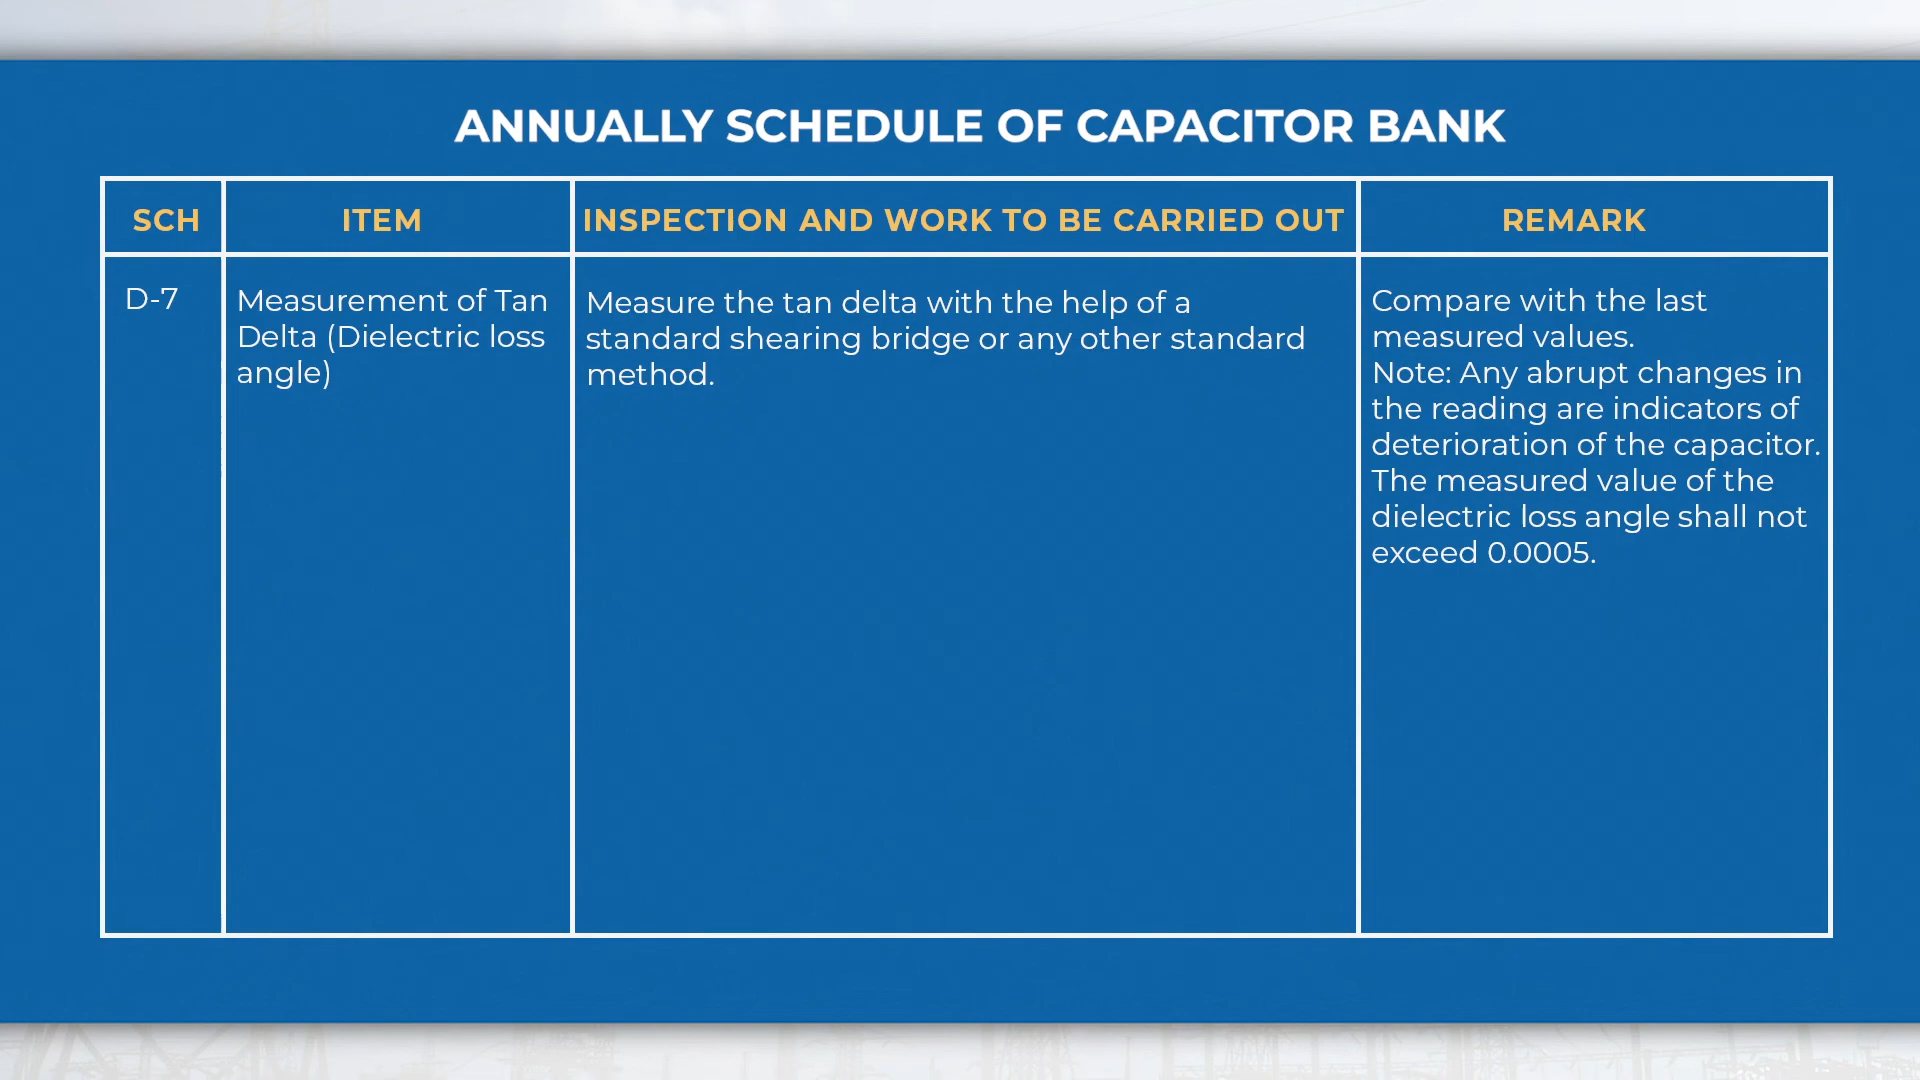 ANNUALLY SCHEDULE OF CAPACITOR BANK
SCH
ITEM
INSPECTION AND WORK TO BE CARRIED OUT
REMARK
D-7
Measurement of Tan
Delta (Dielectric loss
angle)
Measure the tan delta with the help of a
standard shearing bridge or any other standard
method.
Compare with the last
measured values.
Note: Any abrupt changes in
the reading are indicators of
deterioration of the capacitor.
The measured value of the
dielectric loss angle shall not
exceed 0.0005.